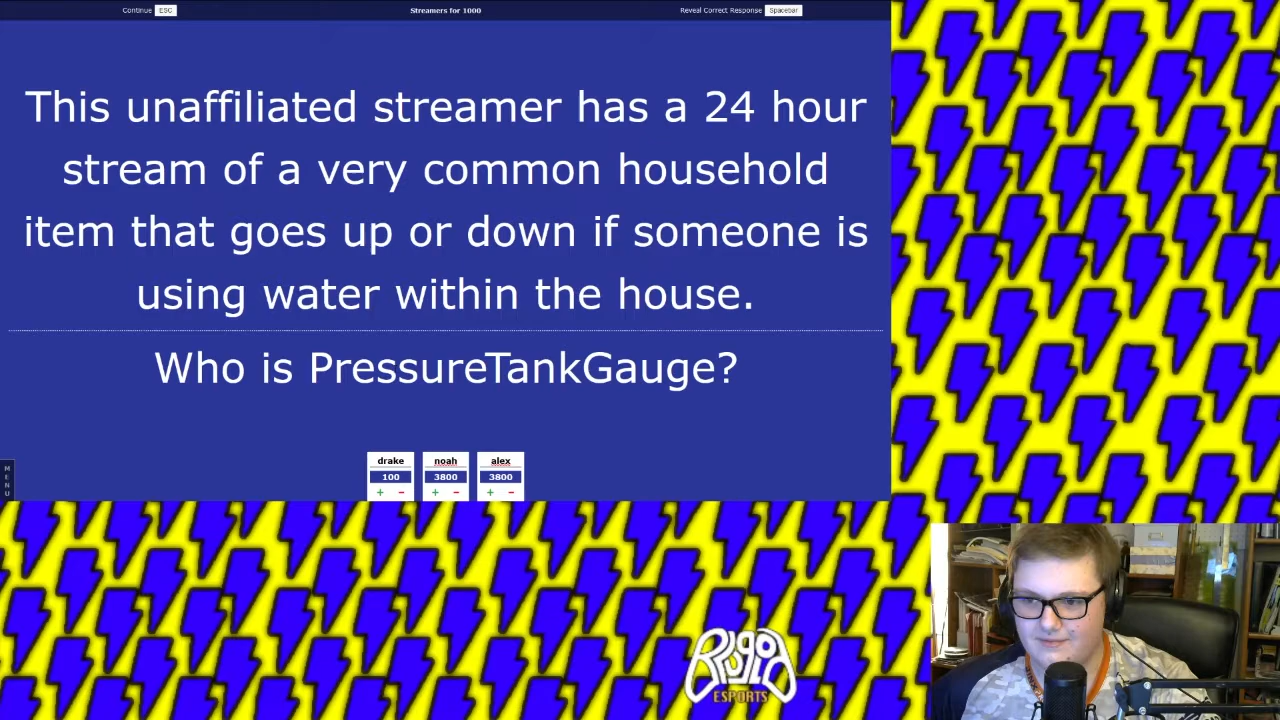 Continue ESC
Streamers for 1000
Reveal Correct Response Spacebar
This unaffiliated streamer has a 24 hour
stream of a very common household
item that goes up or down if someone is
using water within the house.
Who is PressureTankGauge?
MENU
drake noah alex
100 3800 3800
+ − + − + −
ESPORTS